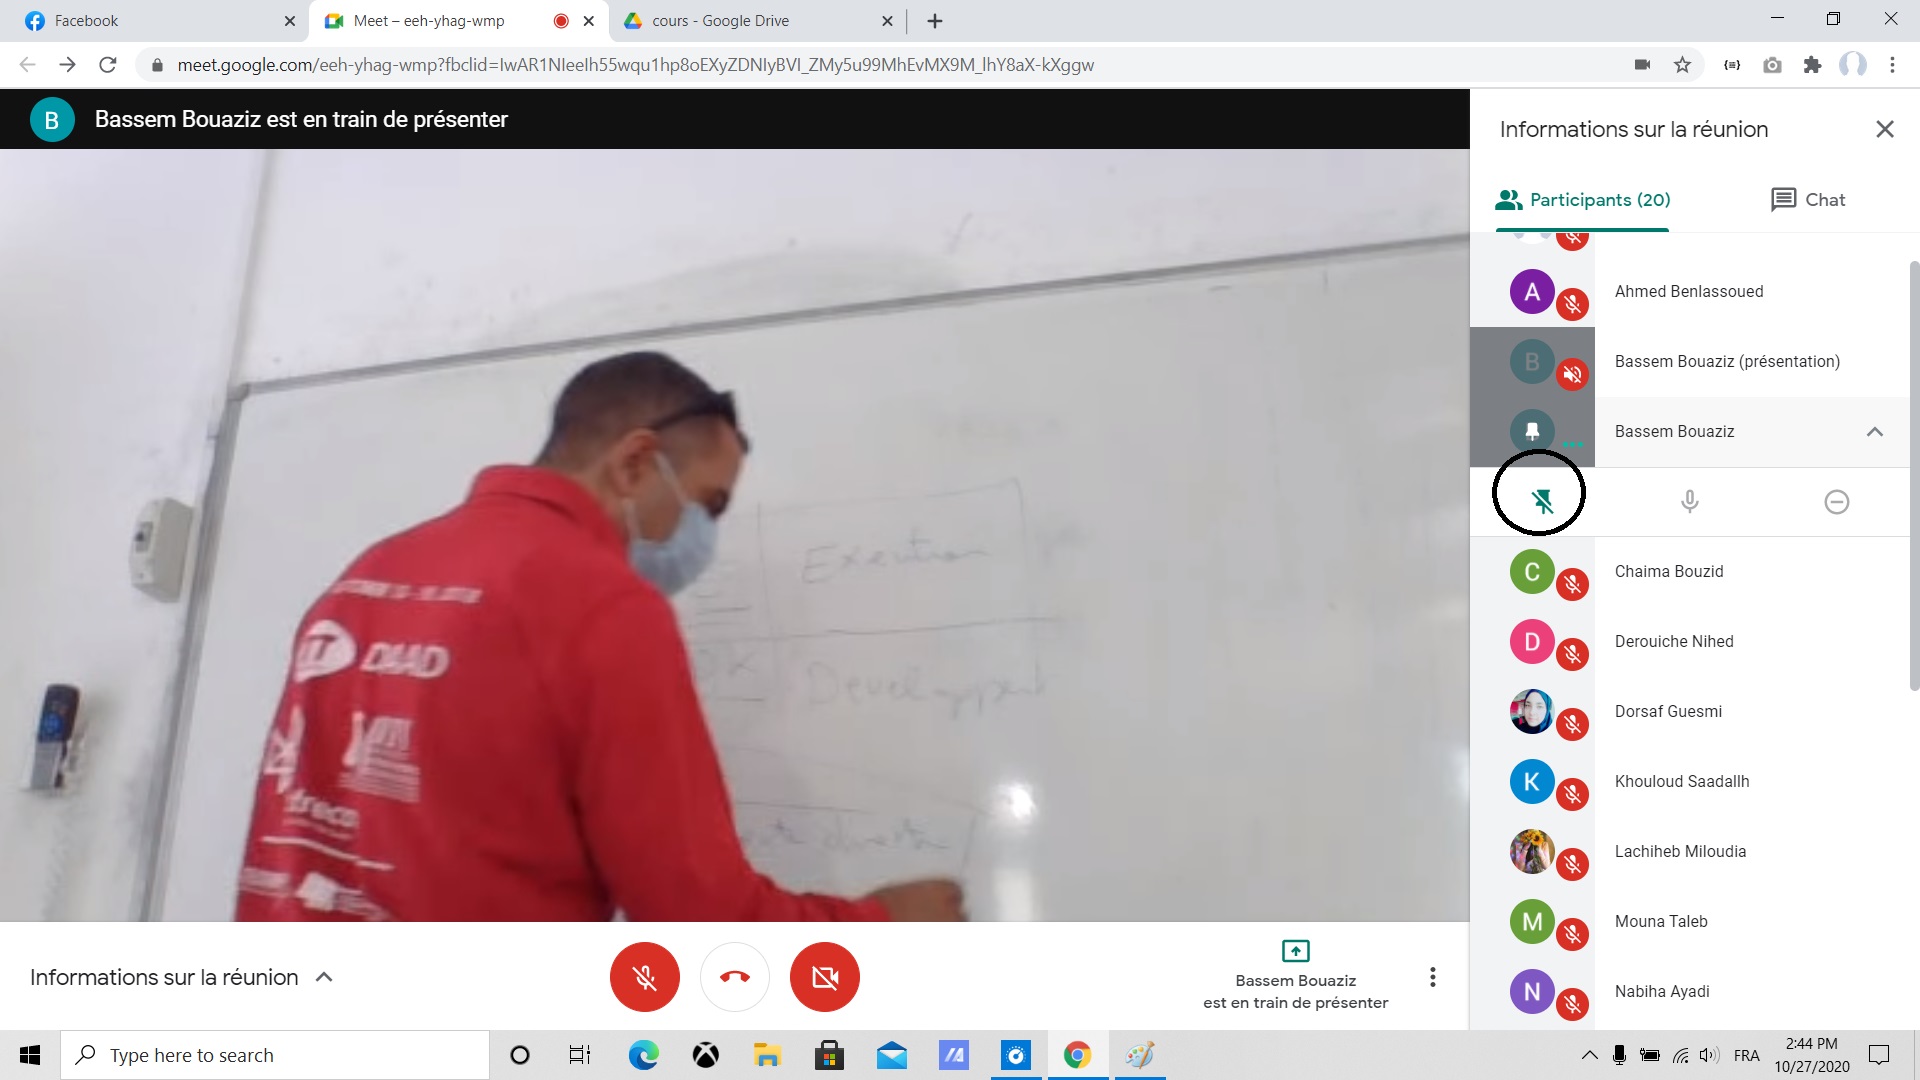 Facebook
Meet – eeh-yhag-wmp
cours - Google Drive
meet.google.com/eeh-yhag-wmp?fbclid=IwAR1NIeeIh55wqu1hp8oEXyZDNIyBVI_ZMy5u99MhEvMX9M_lhY8aX-kXggw
B
Bassem Bouaziz est en train de présenter
Informations sur la réunion
Participants (20)
Chat
A
Ahmed Benlassoued
B
Bassem Bouaziz (présentation)
Bassem Bouaziz
C
Chaima Bouzid
D
Derouiche Nihed
Dorsaf Guesmi
K
Khouloud Saadallh
Lachiheb Miloudia
M
Mouna Taleb
N
Nabiha Ayadi
DAAD
Informations sur la réunion
Bassem Bouaziz
est en train de présenter
Type here to search
FRA
2:44 PM
10/27/2020